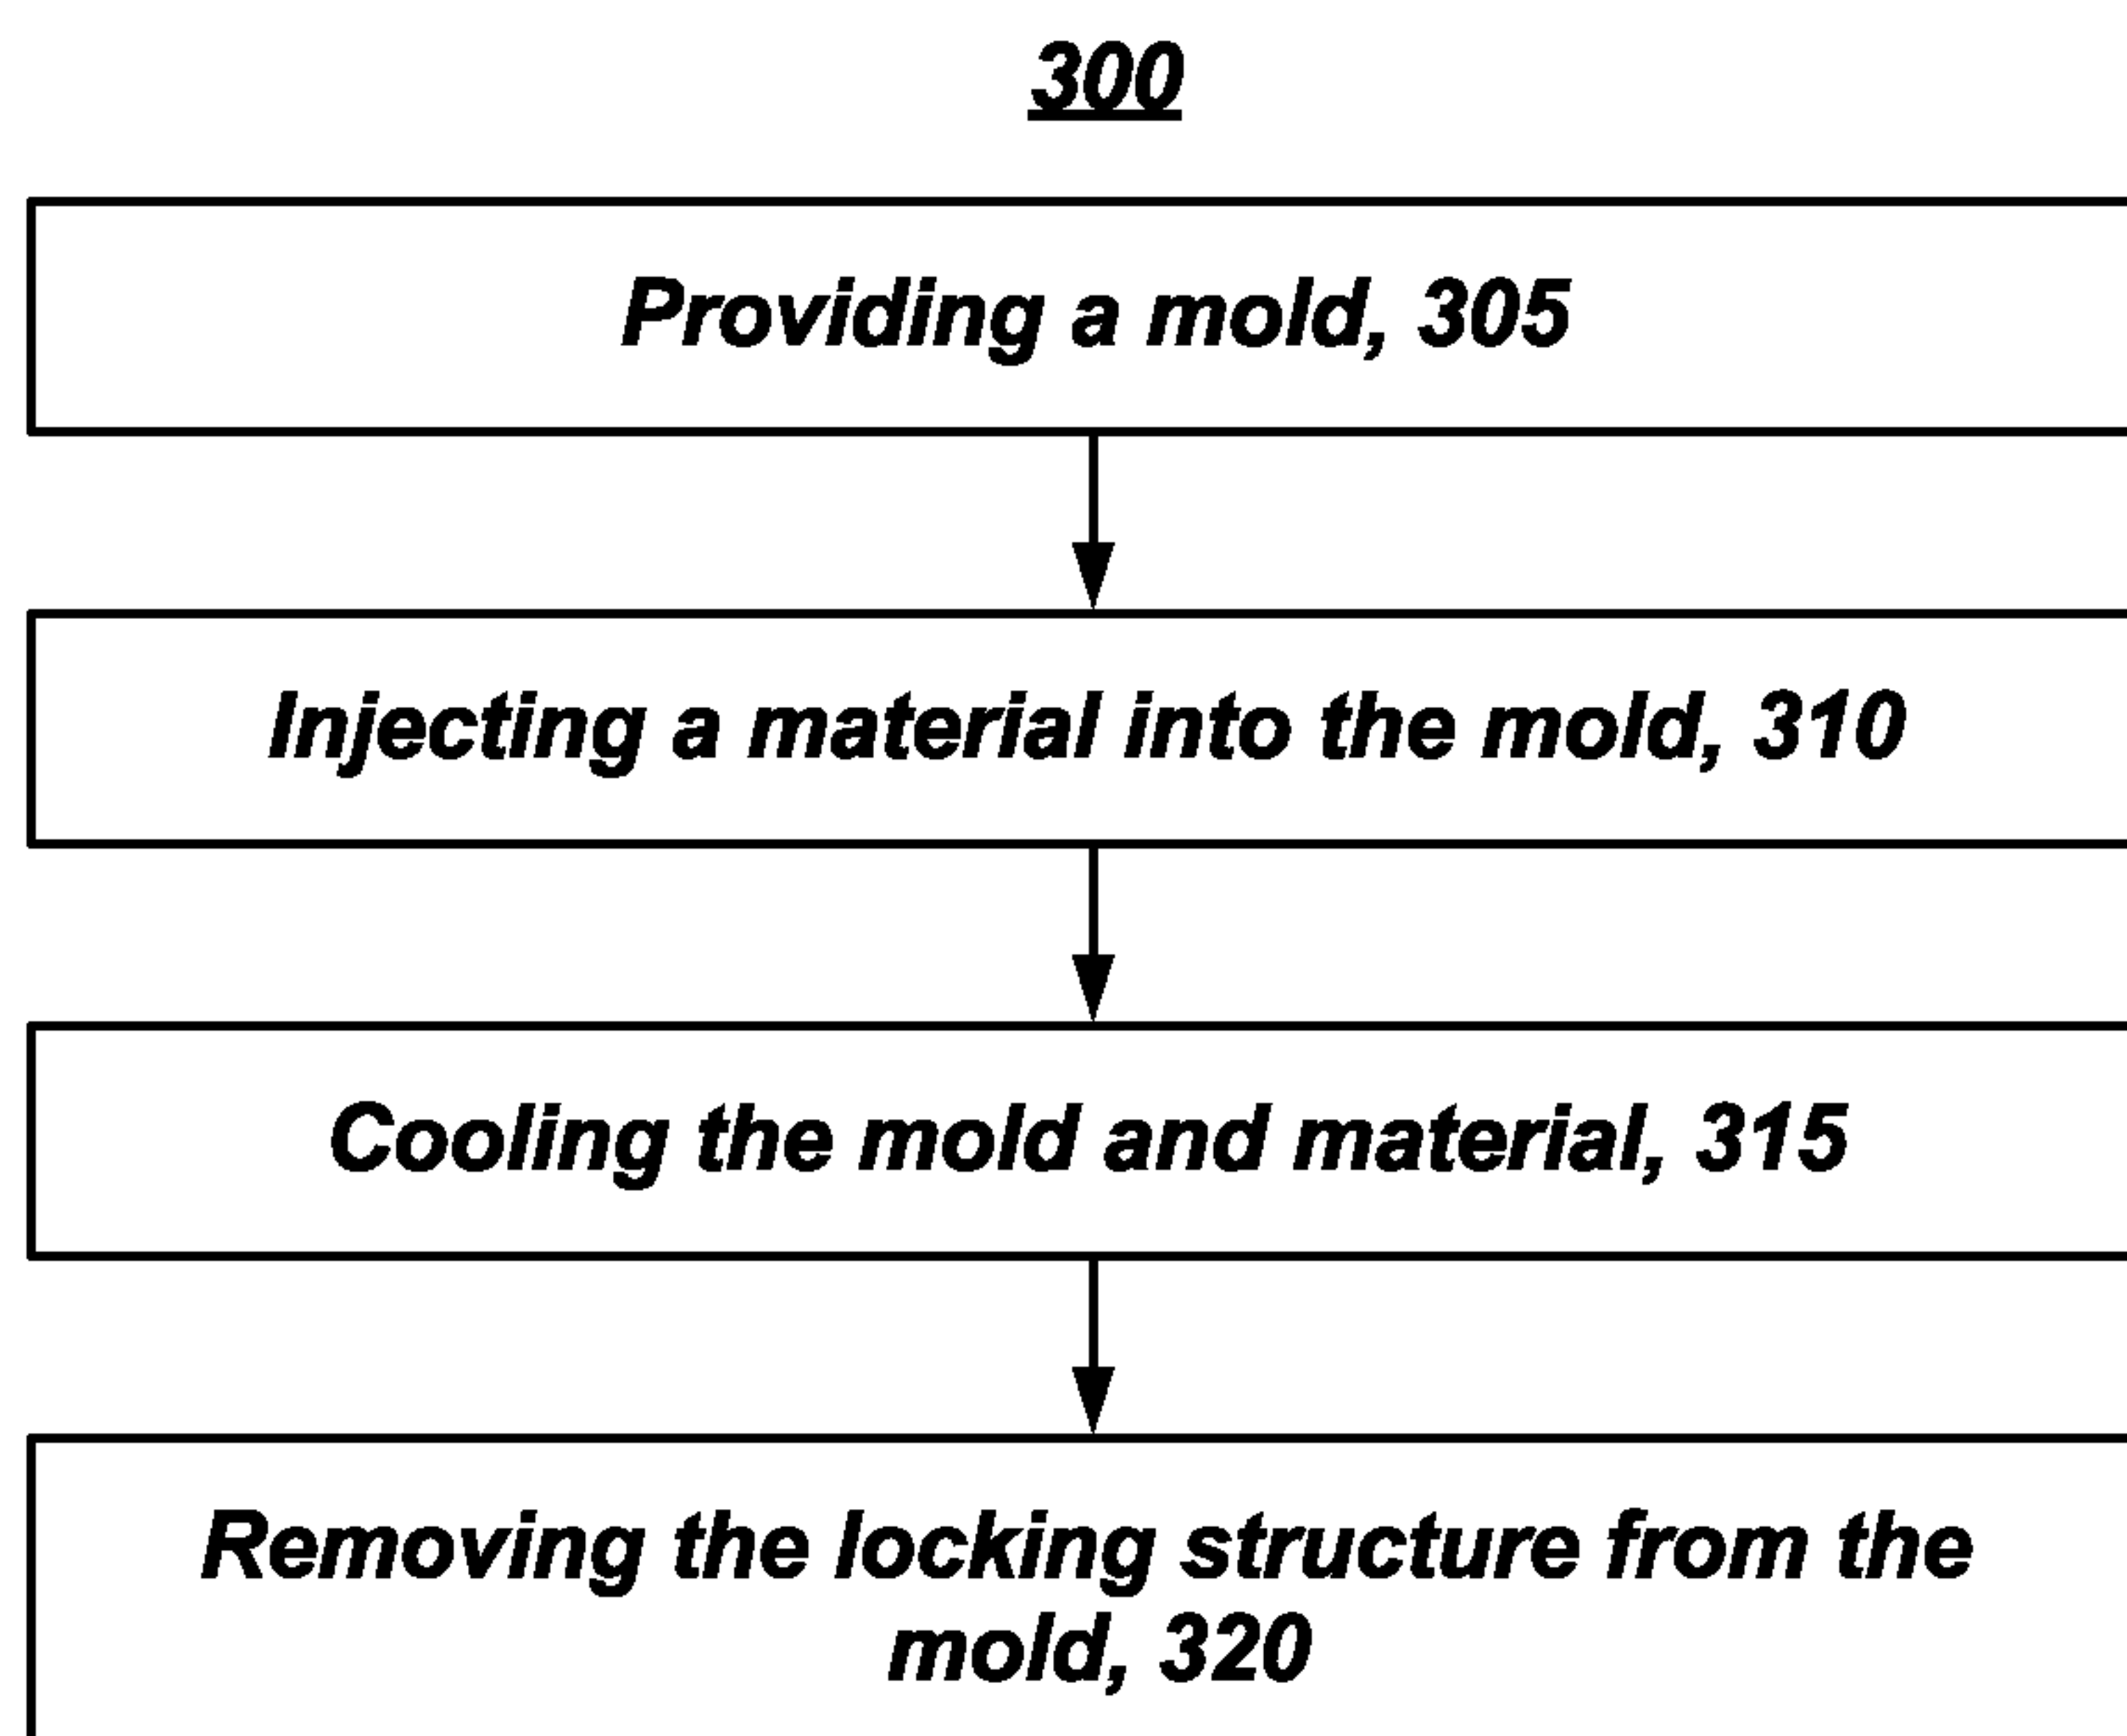 300
Providing a mold, 305
Injecting a material into the mold, 310
Cooling the mold and material, 315
Removing the locking structure from the
mold, 320